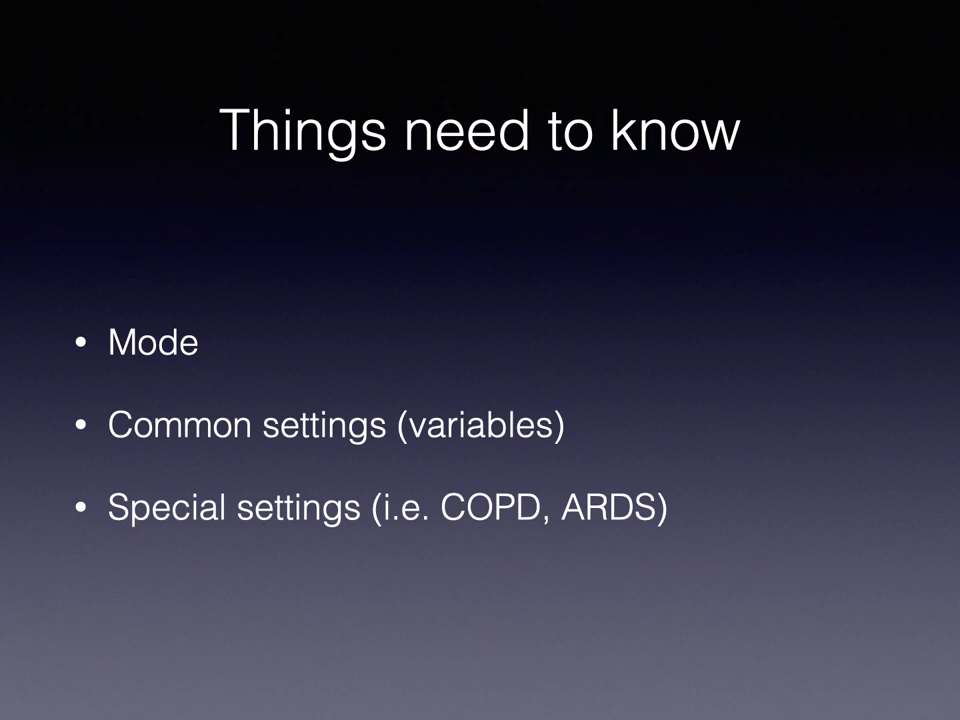 Things need to know
• Mode
• Common settings (variables)
• Special settings (i.e. COPD, ARDS)